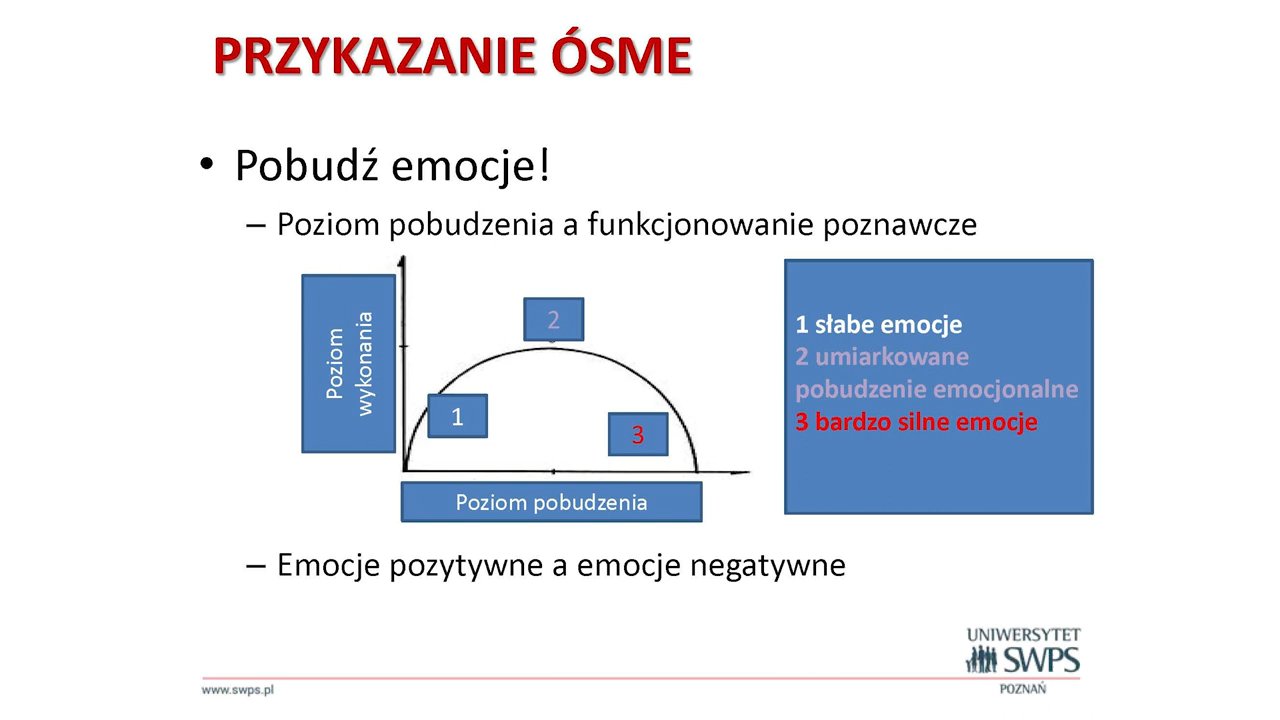 PRZYKAZANIE ÓSME
• Pobudź emocje!
– Poziom pobudzenia a funkcjonowanie poznawcze
Poziom
wykonania
2
1
3
Poziom pobudzenia
1 słabe emocje
2 umiarkowane
pobudzenie emocjonalne
3 bardzo silne emocje
– Emocje pozytywne a emocje negatywne
UNIWERSYTET
SWPS
POZNAŃ
www.swps.pl